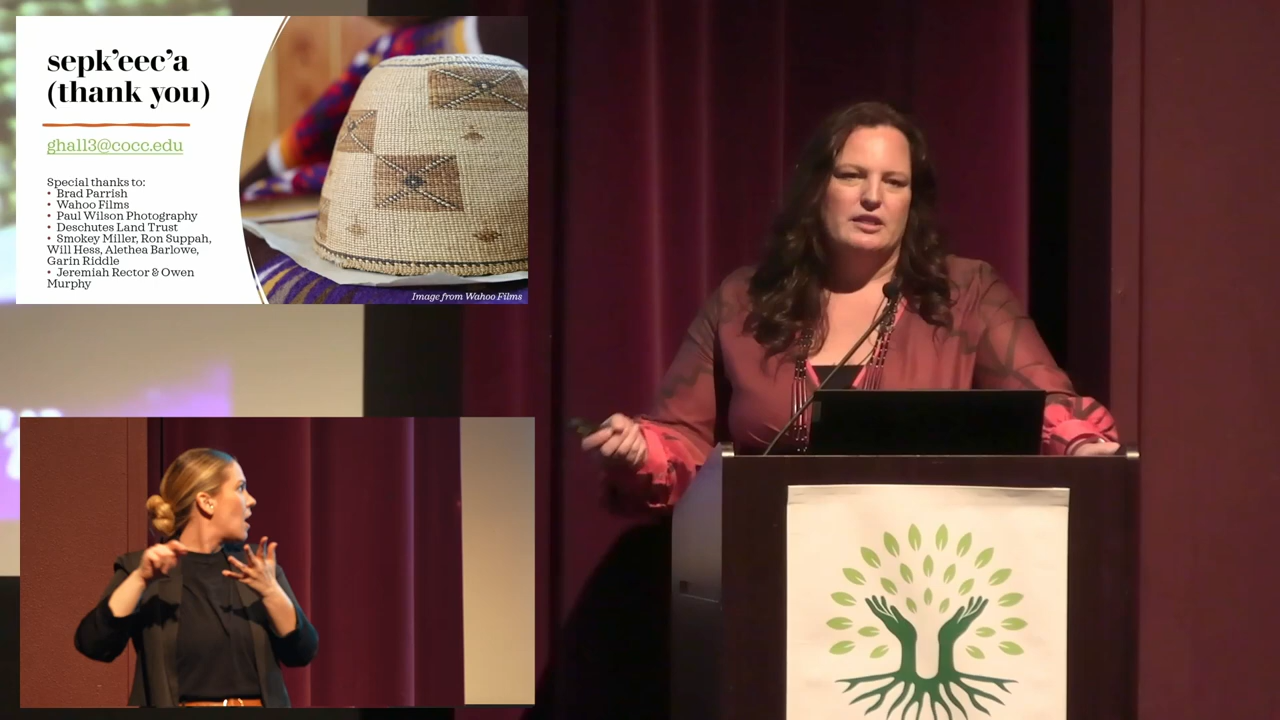 sepk’eec’a
(thank you)
ghall3@cocc.edu
Special thanks to:
• Brad Parrish
• Wahoo Films
• Paul Wilson Photography
• Deschutes Land Trust
• Smokey Miller, Ron Suppah,
Will Hess, Alethea Barlowe,
Garin Riddle
• Jeremiah Rector & Owen
Murphy
Image from Wahoo Films